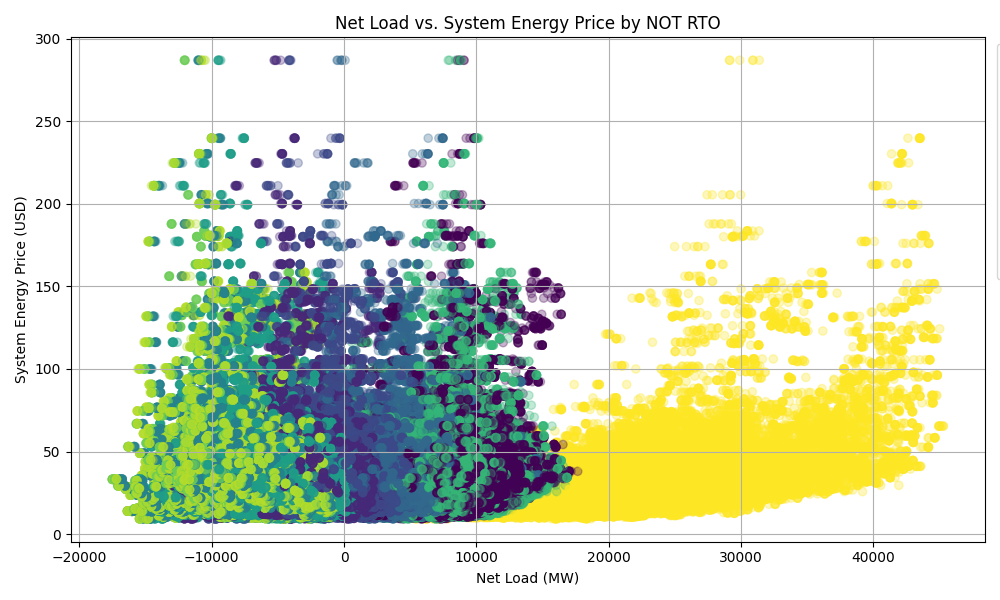 Net Load vs. System Energy Price by NOT RTO
300
250
200
150
100
50
0
System Energy Price (USD)
−20000 −10000 0 10000 20000 30000 40000
Net Load (MW)